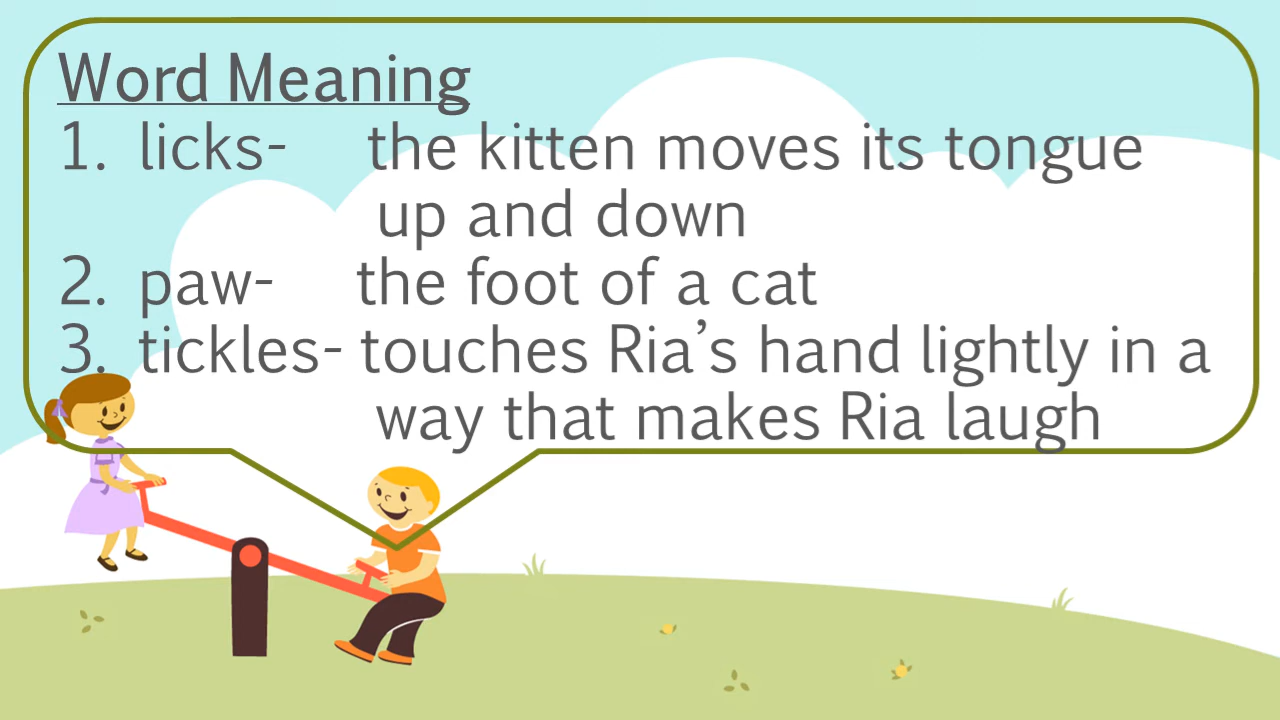 Word Meaning
1. licks- the kitten moves its tongue
up and down
2. paw- the foot of a cat
3. tickles- touches Ria’s hand lightly in a
way that makes Ria laugh